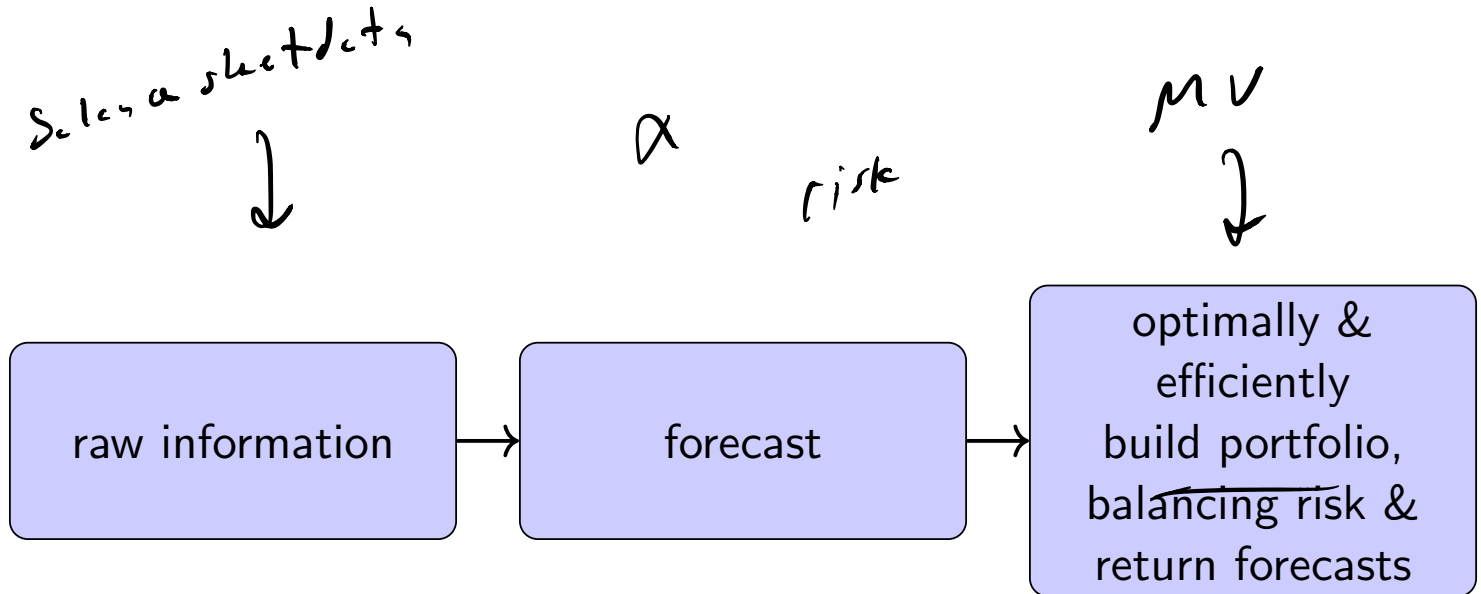 α
risk
MV
raw information
forecast
optimally &
efficiently
build portfolio,
balancing risk &
return forecasts